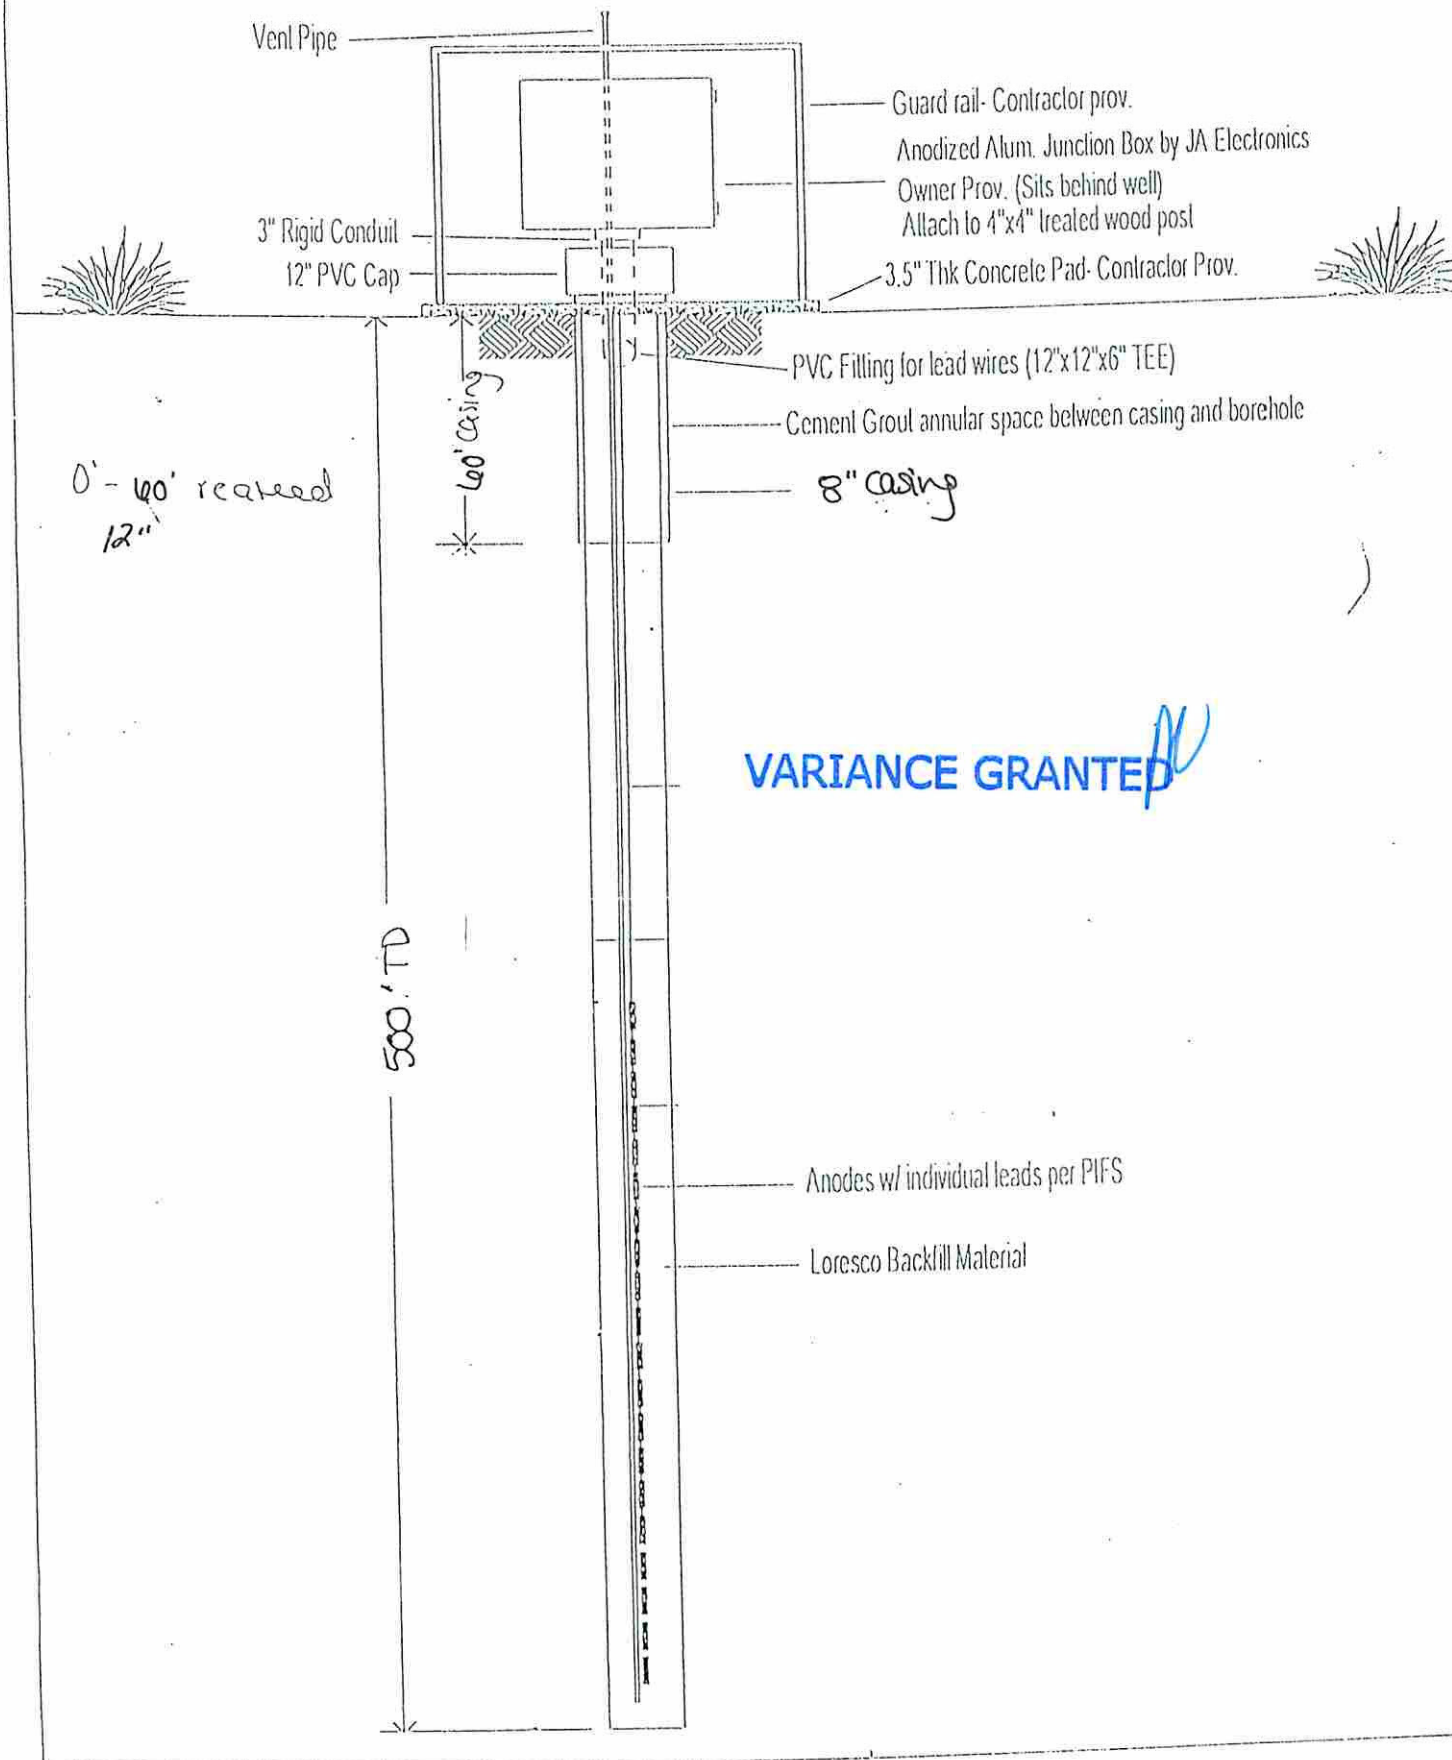 Vent Pipe
Guard rail- Contractor prov.
Anodized Alum. Junction Box by JA Electronics
Owner Prov. (Sits behind well)
Attach to 4"x4" treated wood post
3" Rigid Conduit
12" PVC Cap
3.5" Thk Concrete Pad- Contractor Prov.
PVC Fitting for lead wires (12"x12"x6" TEE)
Cement Grout annular space between casing and borehole
60' casing
0' - 60'
12"
8" casing
VARIANCE GRANTED
500' TD
Anodes w/ individual leads per PIFS
Loresco Backfill Material